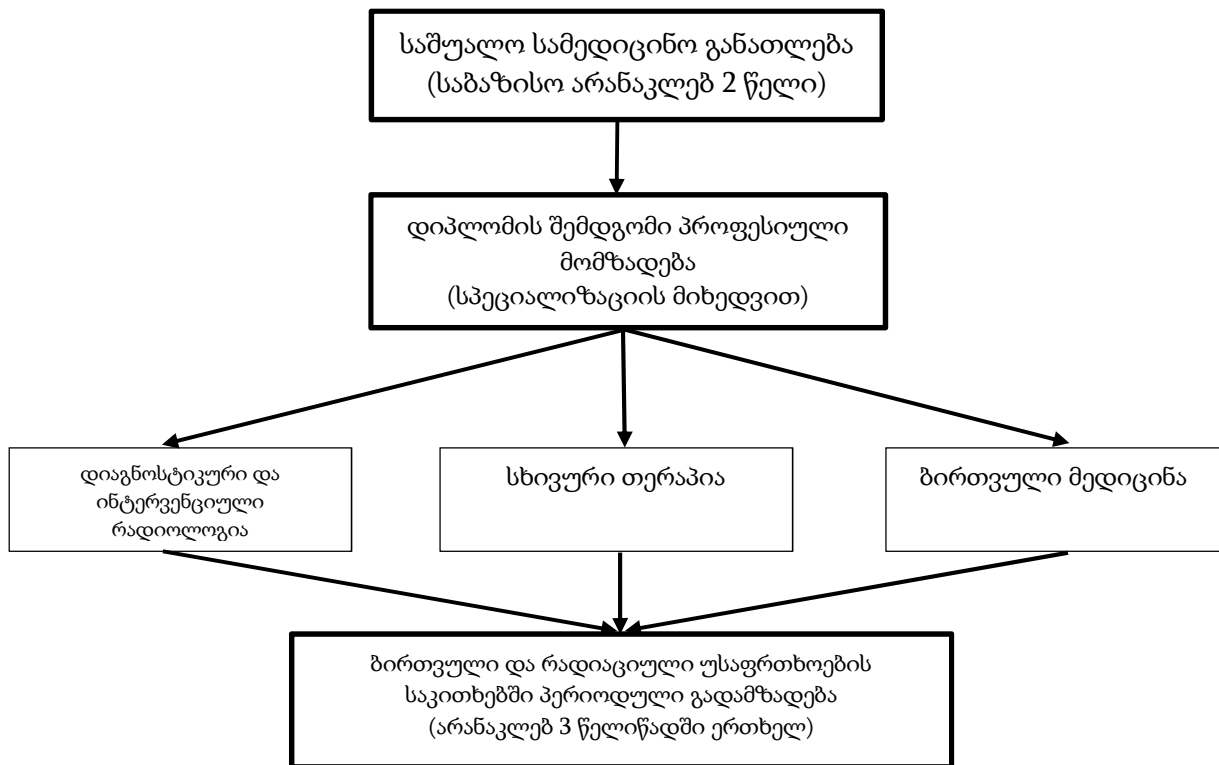 საშუალო სამედიცინო განათლება
(საბაზისო არანაკლებ 2 წელი)
დიპლომის შემდგომი პროფესიული
მომზადება
(სპეციალიზაციის მიხედვით)
დიაგნოსტიკური და
ინტერვენციული
რადიოლოგია
სხივური თერაპია
ბირთვული მედიცინა
ბირთვული და რადიაციული უსაფრთხოების
საკითხებში პერიოდული გადამზადება
(არანაკლებ 3 წელიწადში ერთხელ)